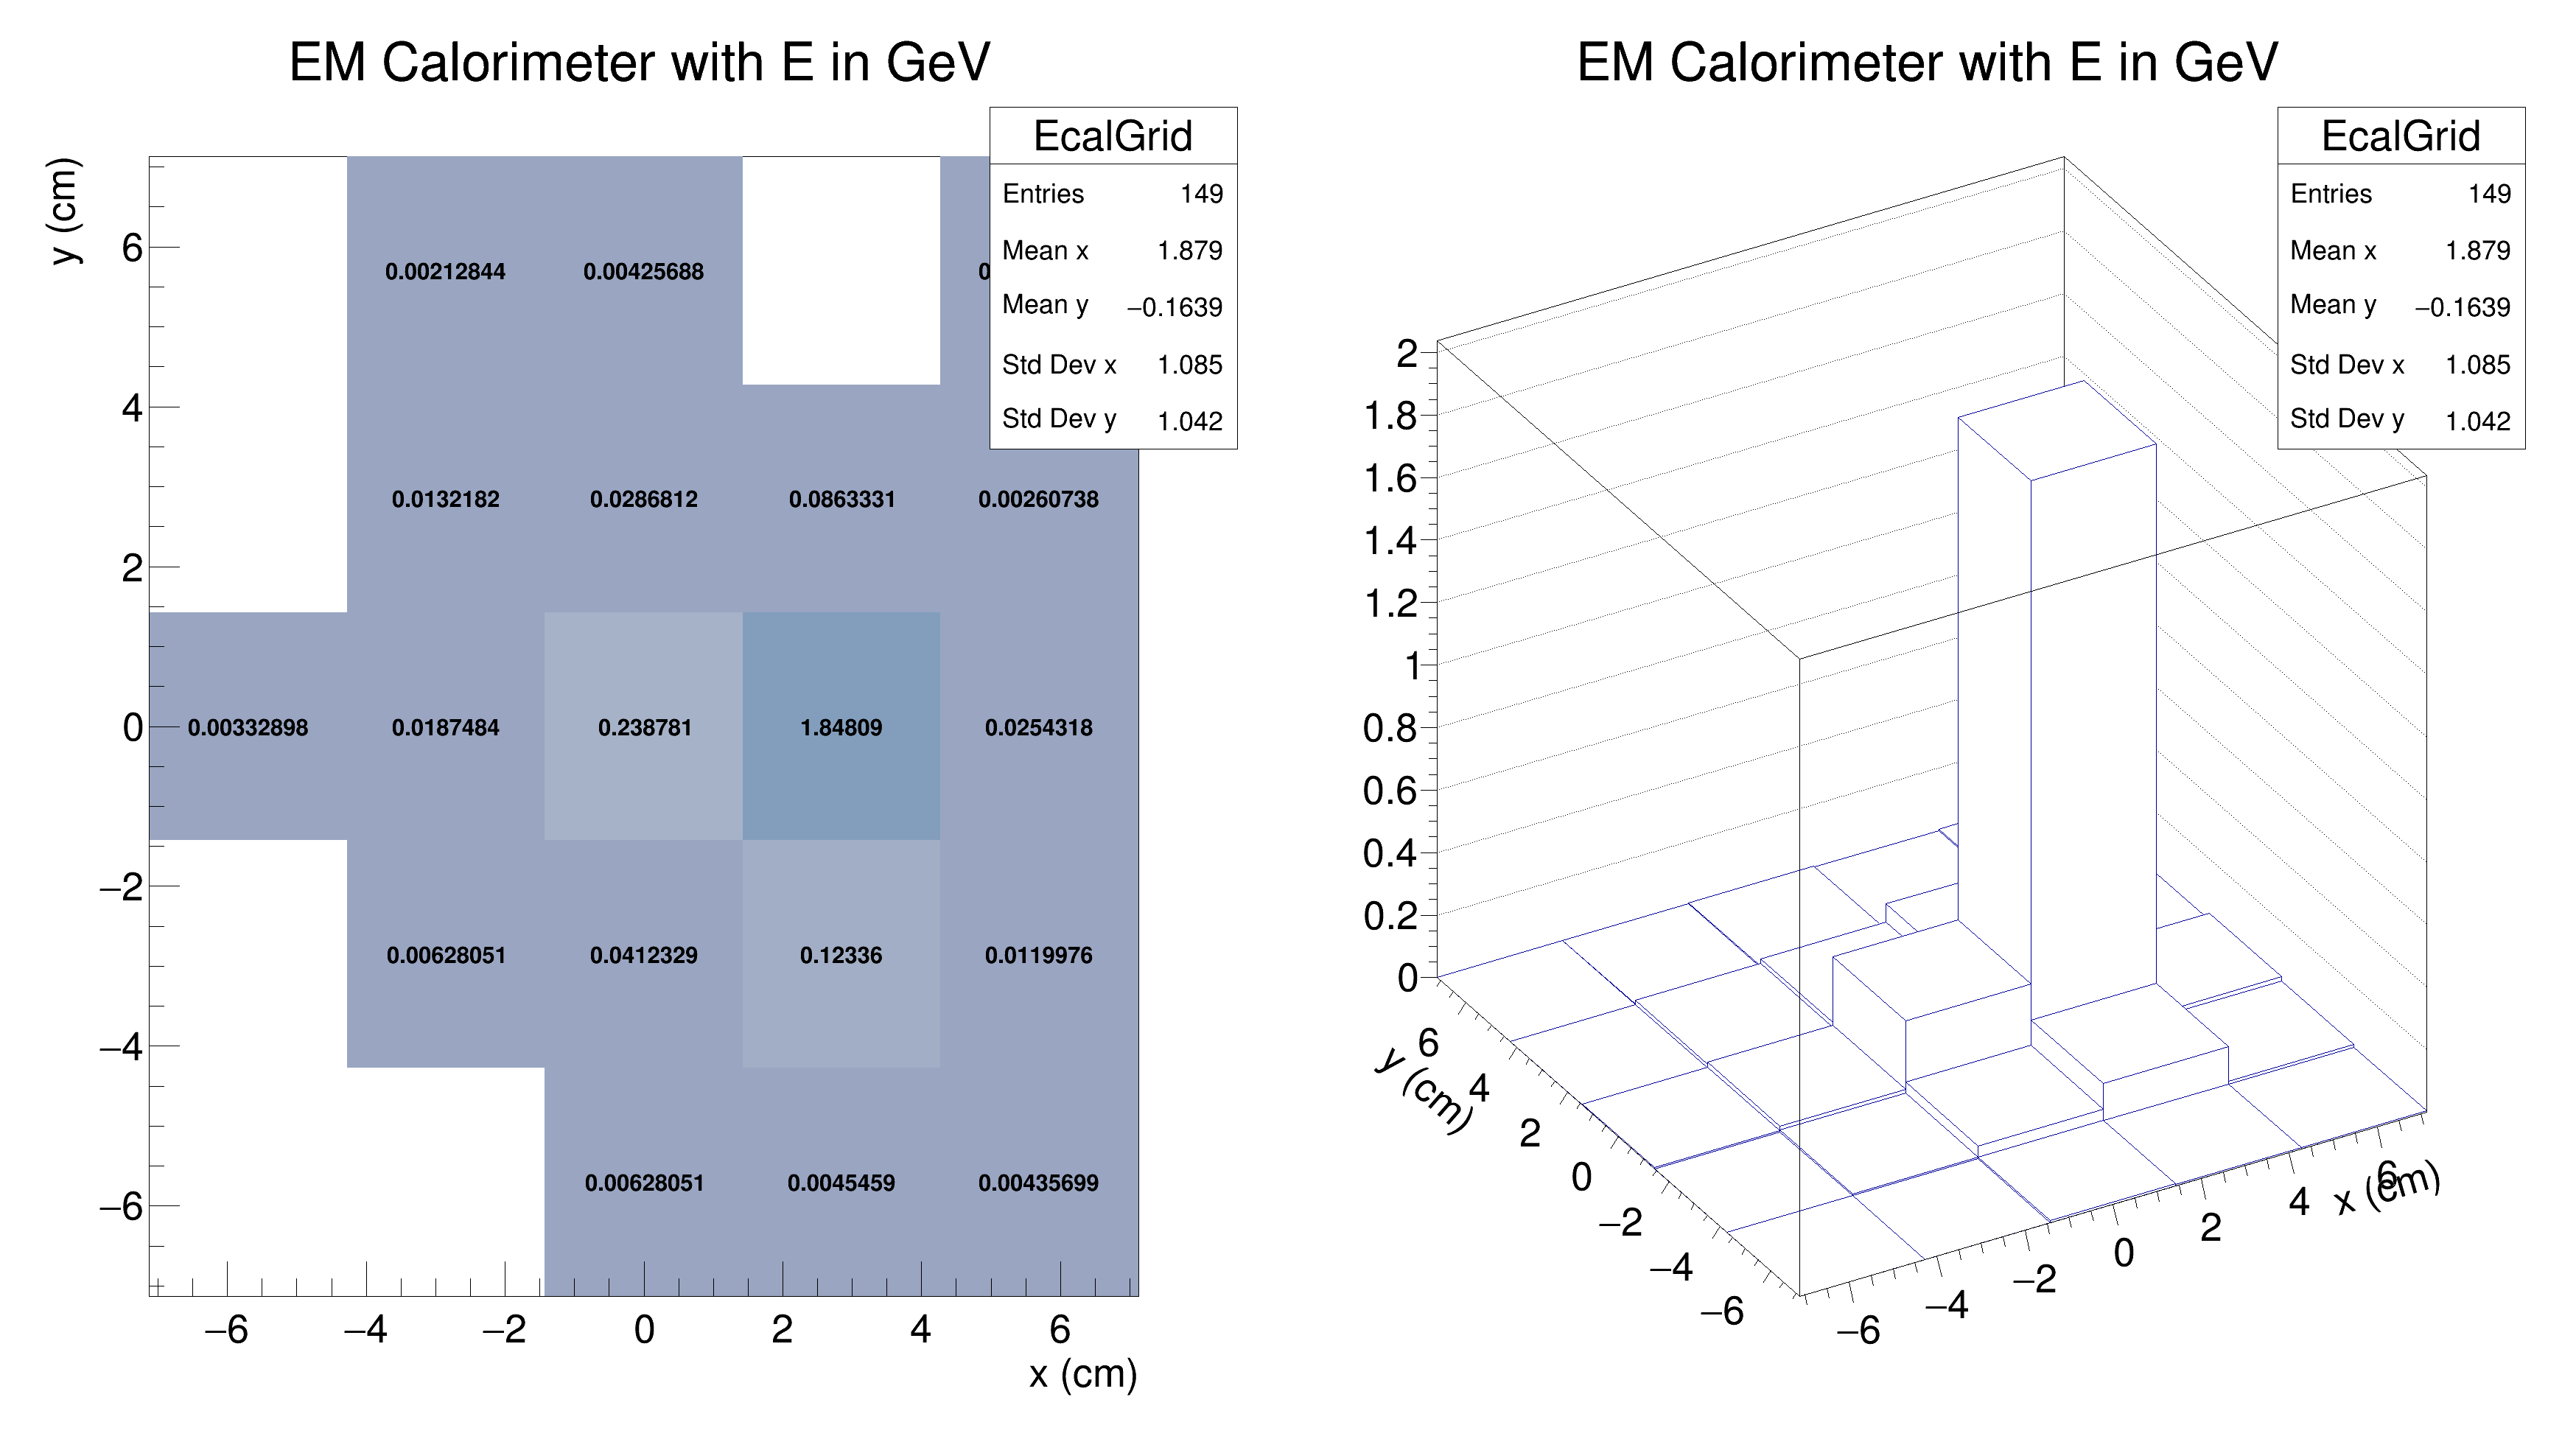 EM Calorimeter with E in GeV
EcalGrid
Entries 149
Mean x 1.879
Mean y −0.1639
Std Dev x 1.085
Std Dev y 1.042
y (cm)
6
4
2
0
−2
−4
−6
0.00212844 0.00425688
0.0132182 0.0286812 0.0863331 0.00260738
0.00332898 0.0187484 0.238781 1.84809 0.0254318
0.00628051 0.0412329 0.12336 0.0119976
0.00628051 0.0045459 0.00435699
−6 −4 −2 0 2 4 6
x (cm)
EM Calorimeter with E in GeV
EcalGrid
Entries 149
Mean x 1.879
Mean y −0.1639
Std Dev x 1.085
Std Dev y 1.042
2
1.8
1.6
1.4
1.2
1
0.8
0.6
0.4
0.2
0
y (cm)
6
4
2
0
−2
−4
−6
−6 −4 −2 0 2 4 6
x (cm)